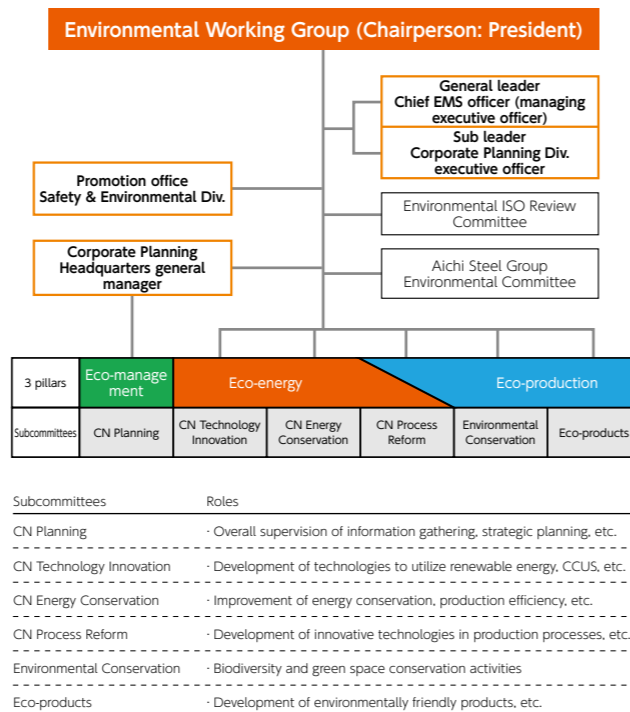 Environmental Working Group (Chairperson: President)
General leader
Chief EMS officer (managing
executive officer)
Sub leader
Corporate Planning Div.
executive officer
Promotion office
Safety & Environmental Div.
Environmental ISO Review
Committee
Corporate Planning
Headquarters general
manager
Aichi Steel Group
Environmental Committee
3 pillars
Eco-manage
ment
Eco-energy
Eco-production
Subcommittees
CN Planning
CN Technology
Innovation
CN Energy
Conservation
CN Process
Reform
Environmental
Conservation
Eco-products
Subcommittees Roles
CN Planning · Overall supervision of information gathering, strategic planning, etc.
CN Technology Innovation · Development of technologies to utilize renewable energy, CCUS, etc.
CN Energy Conservation · Improvement of energy conservation, production efficiency, etc.
CN Process Reform · Development of innovative technologies in production processes, etc.
Environmental Conservation · Biodiversity and green space conservation activities
Eco-products · Development of environmentally friendly products, etc.